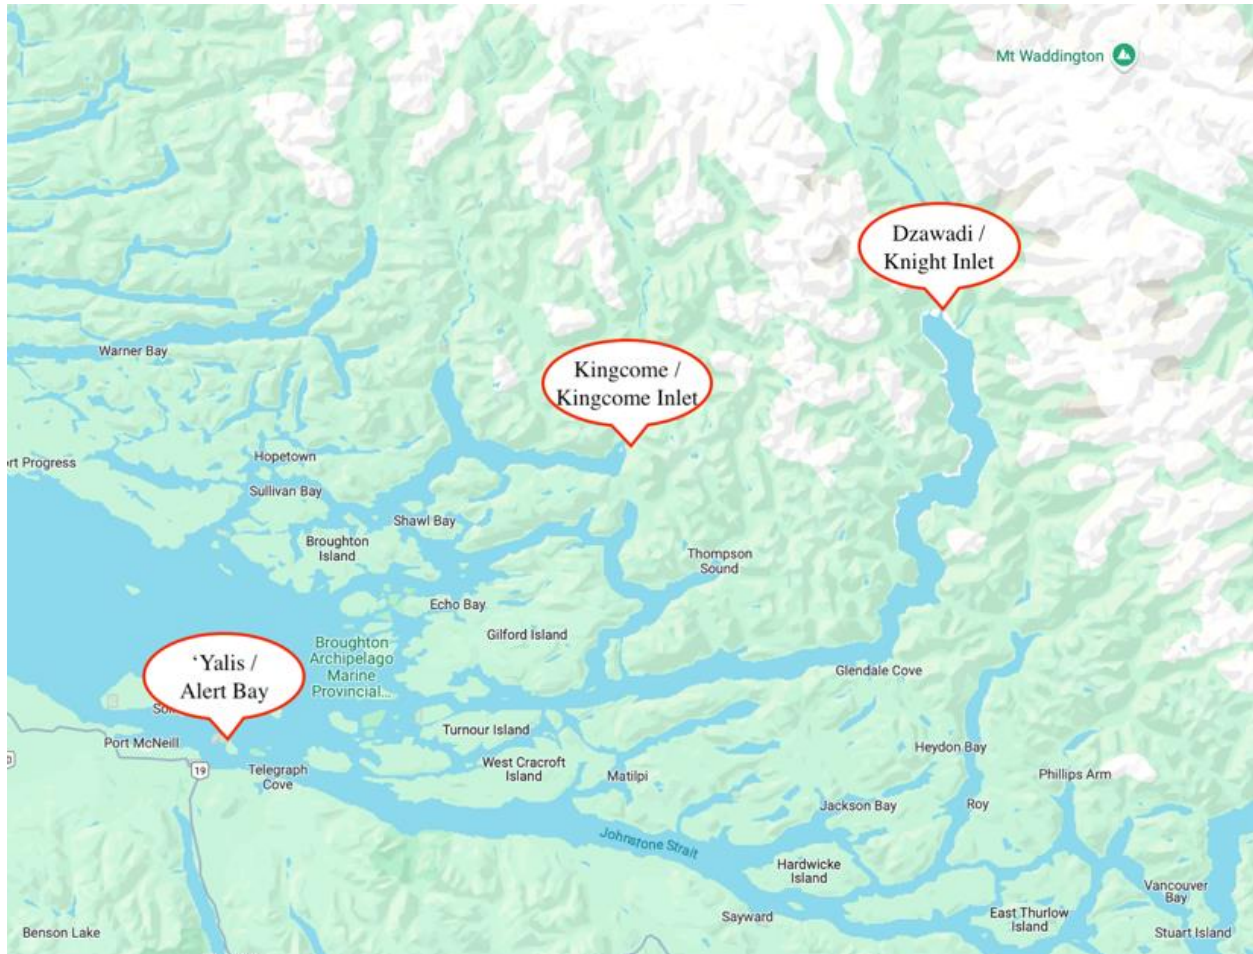 Mt Waddington
Dzawadi /
Knight Inlet
Warner Bay
Kingcome /
Kingcome Inlet
Hopetown
ort Progress
Sullivan Bay
Shawl Bay
Broughton
Island
Thompson
Sound
Echo Bay
Gilford Island
Broughton
Archipelago
Marine
Provincial...
‘Yalis /
Alert Bay
Glendale Cove
Turnour Island
Port McNeill
19
Telegraph
Cove
West Cracroft
Island
Matilpi
Heydon Bay
Phillips Arm
Jackson Bay
Roy
Johnstone Strait
Hardwicke
Island
Vancouver
Bay
Sayward
East Thurlow
Island
Stuart Island
Benson Lake